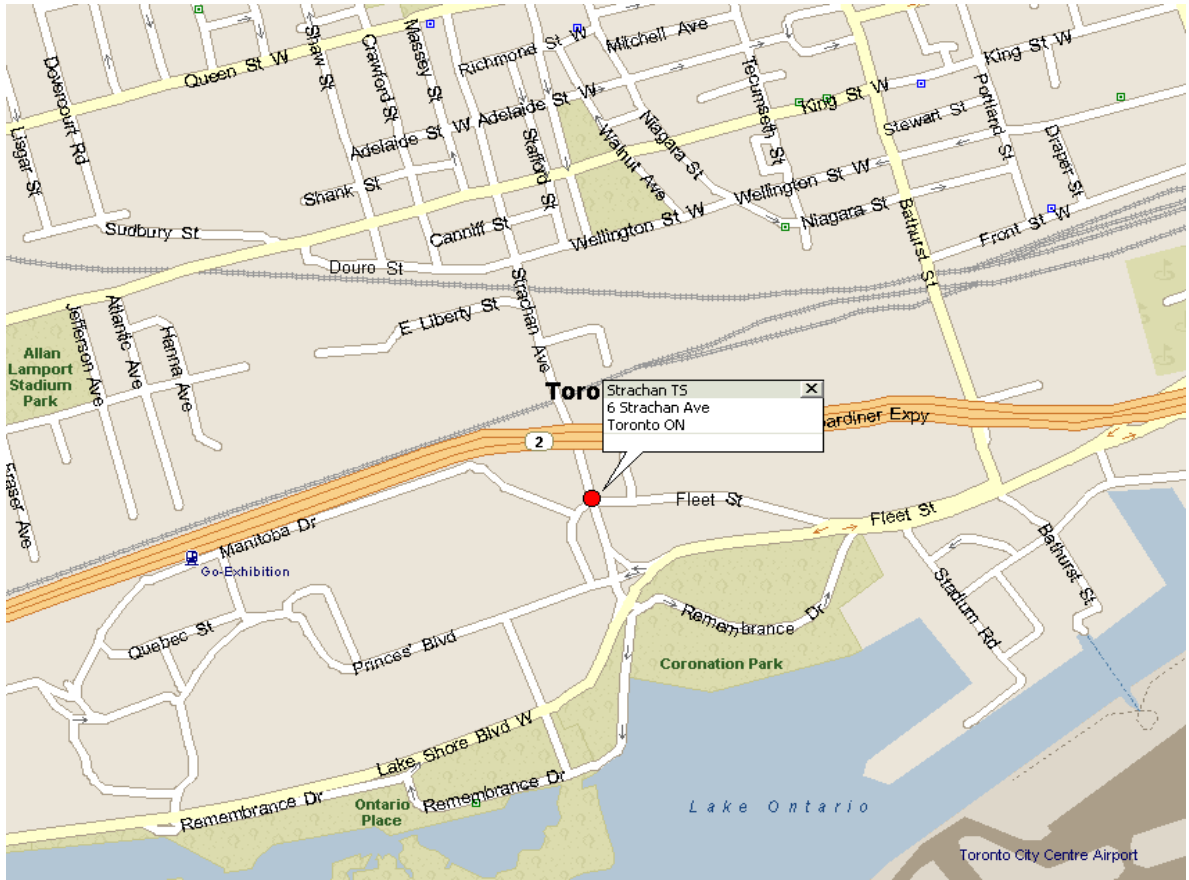 Queen St W
Dovercourt Rd
Lisgar St
Shaw St
Crawford St
Massey St
Richmond St W
Mitchell Ave
Adelaide St W
Adelaide St W
Stafford St
Walnut Ave
Niagara St
Tecumseth St
King St W
King St W
Portland St
Stewart St
Draper St
Shank St
Canniff St
Wellington St W
Wellington St W
Niagara St
Front St W
Bathurst St
Sudbury St
Douro St
Strachan Ave
E Liberty St
Jefferson Ave
Atlantic Ave
Hanna Ave
Allan
Lamport
Stadium
Park
Fraser Ave
Toro
Strachan TS
6 Strachan Ave
Toronto ON
ardiner Expy
2
Fleet St
Fleet St
Manitoba Dr
Go-Exhibition
Quebec St
Princes' Blvd
Remembrance Dr
Coronation Park
Stadium Rd
Bathurst St
Lake Shore Blvd W
Remembrance Dr
Remembrance Dr
Ontario
Place
Lake Ontario
Toronto City Centre Airport